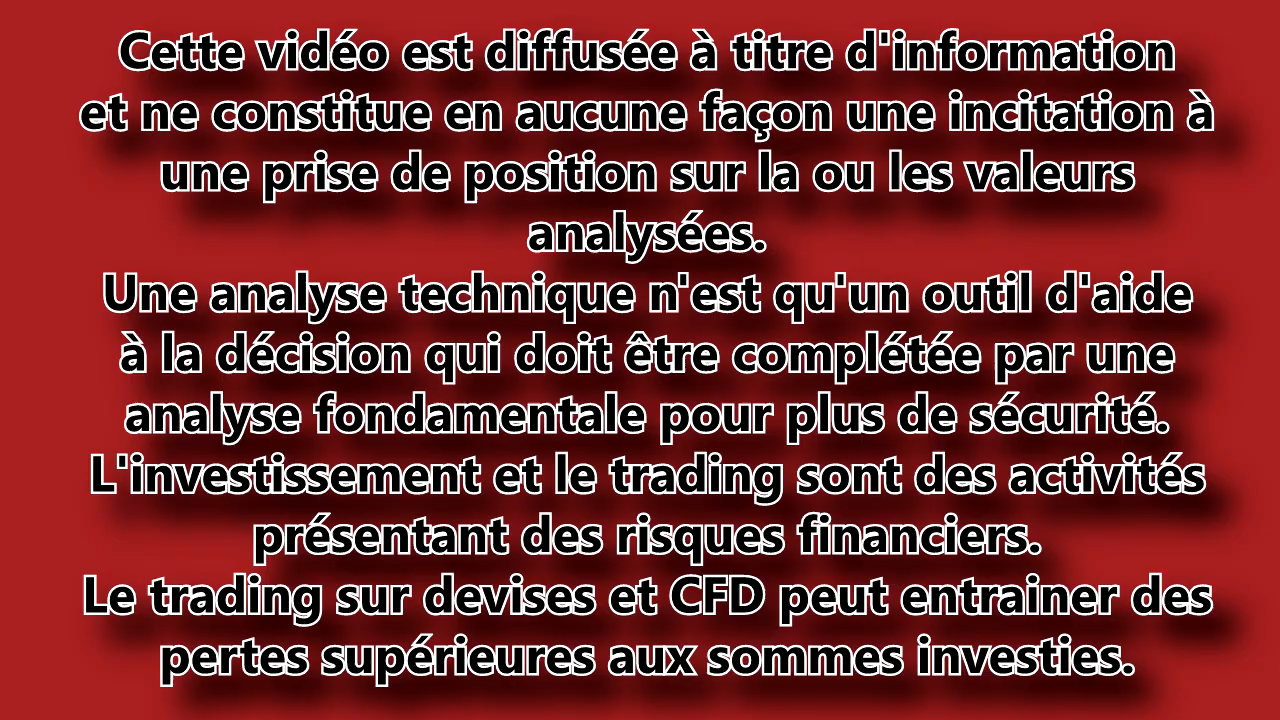 Cette vidéo est diffusée à titre d'information
et ne constitue en aucune façon une incitation à
une prise de position sur la ou les valeurs
analysées.
Une analyse technique n'est qu'un outil d'aide
à la décision qui doit être complétée par une
analyse fondamentale pour plus de sécurité.
L'investissement et le trading sont des activités
présentant des risques financiers.
Le trading sur devises et CFD peut entrainer des
pertes supérieures aux sommes investies.